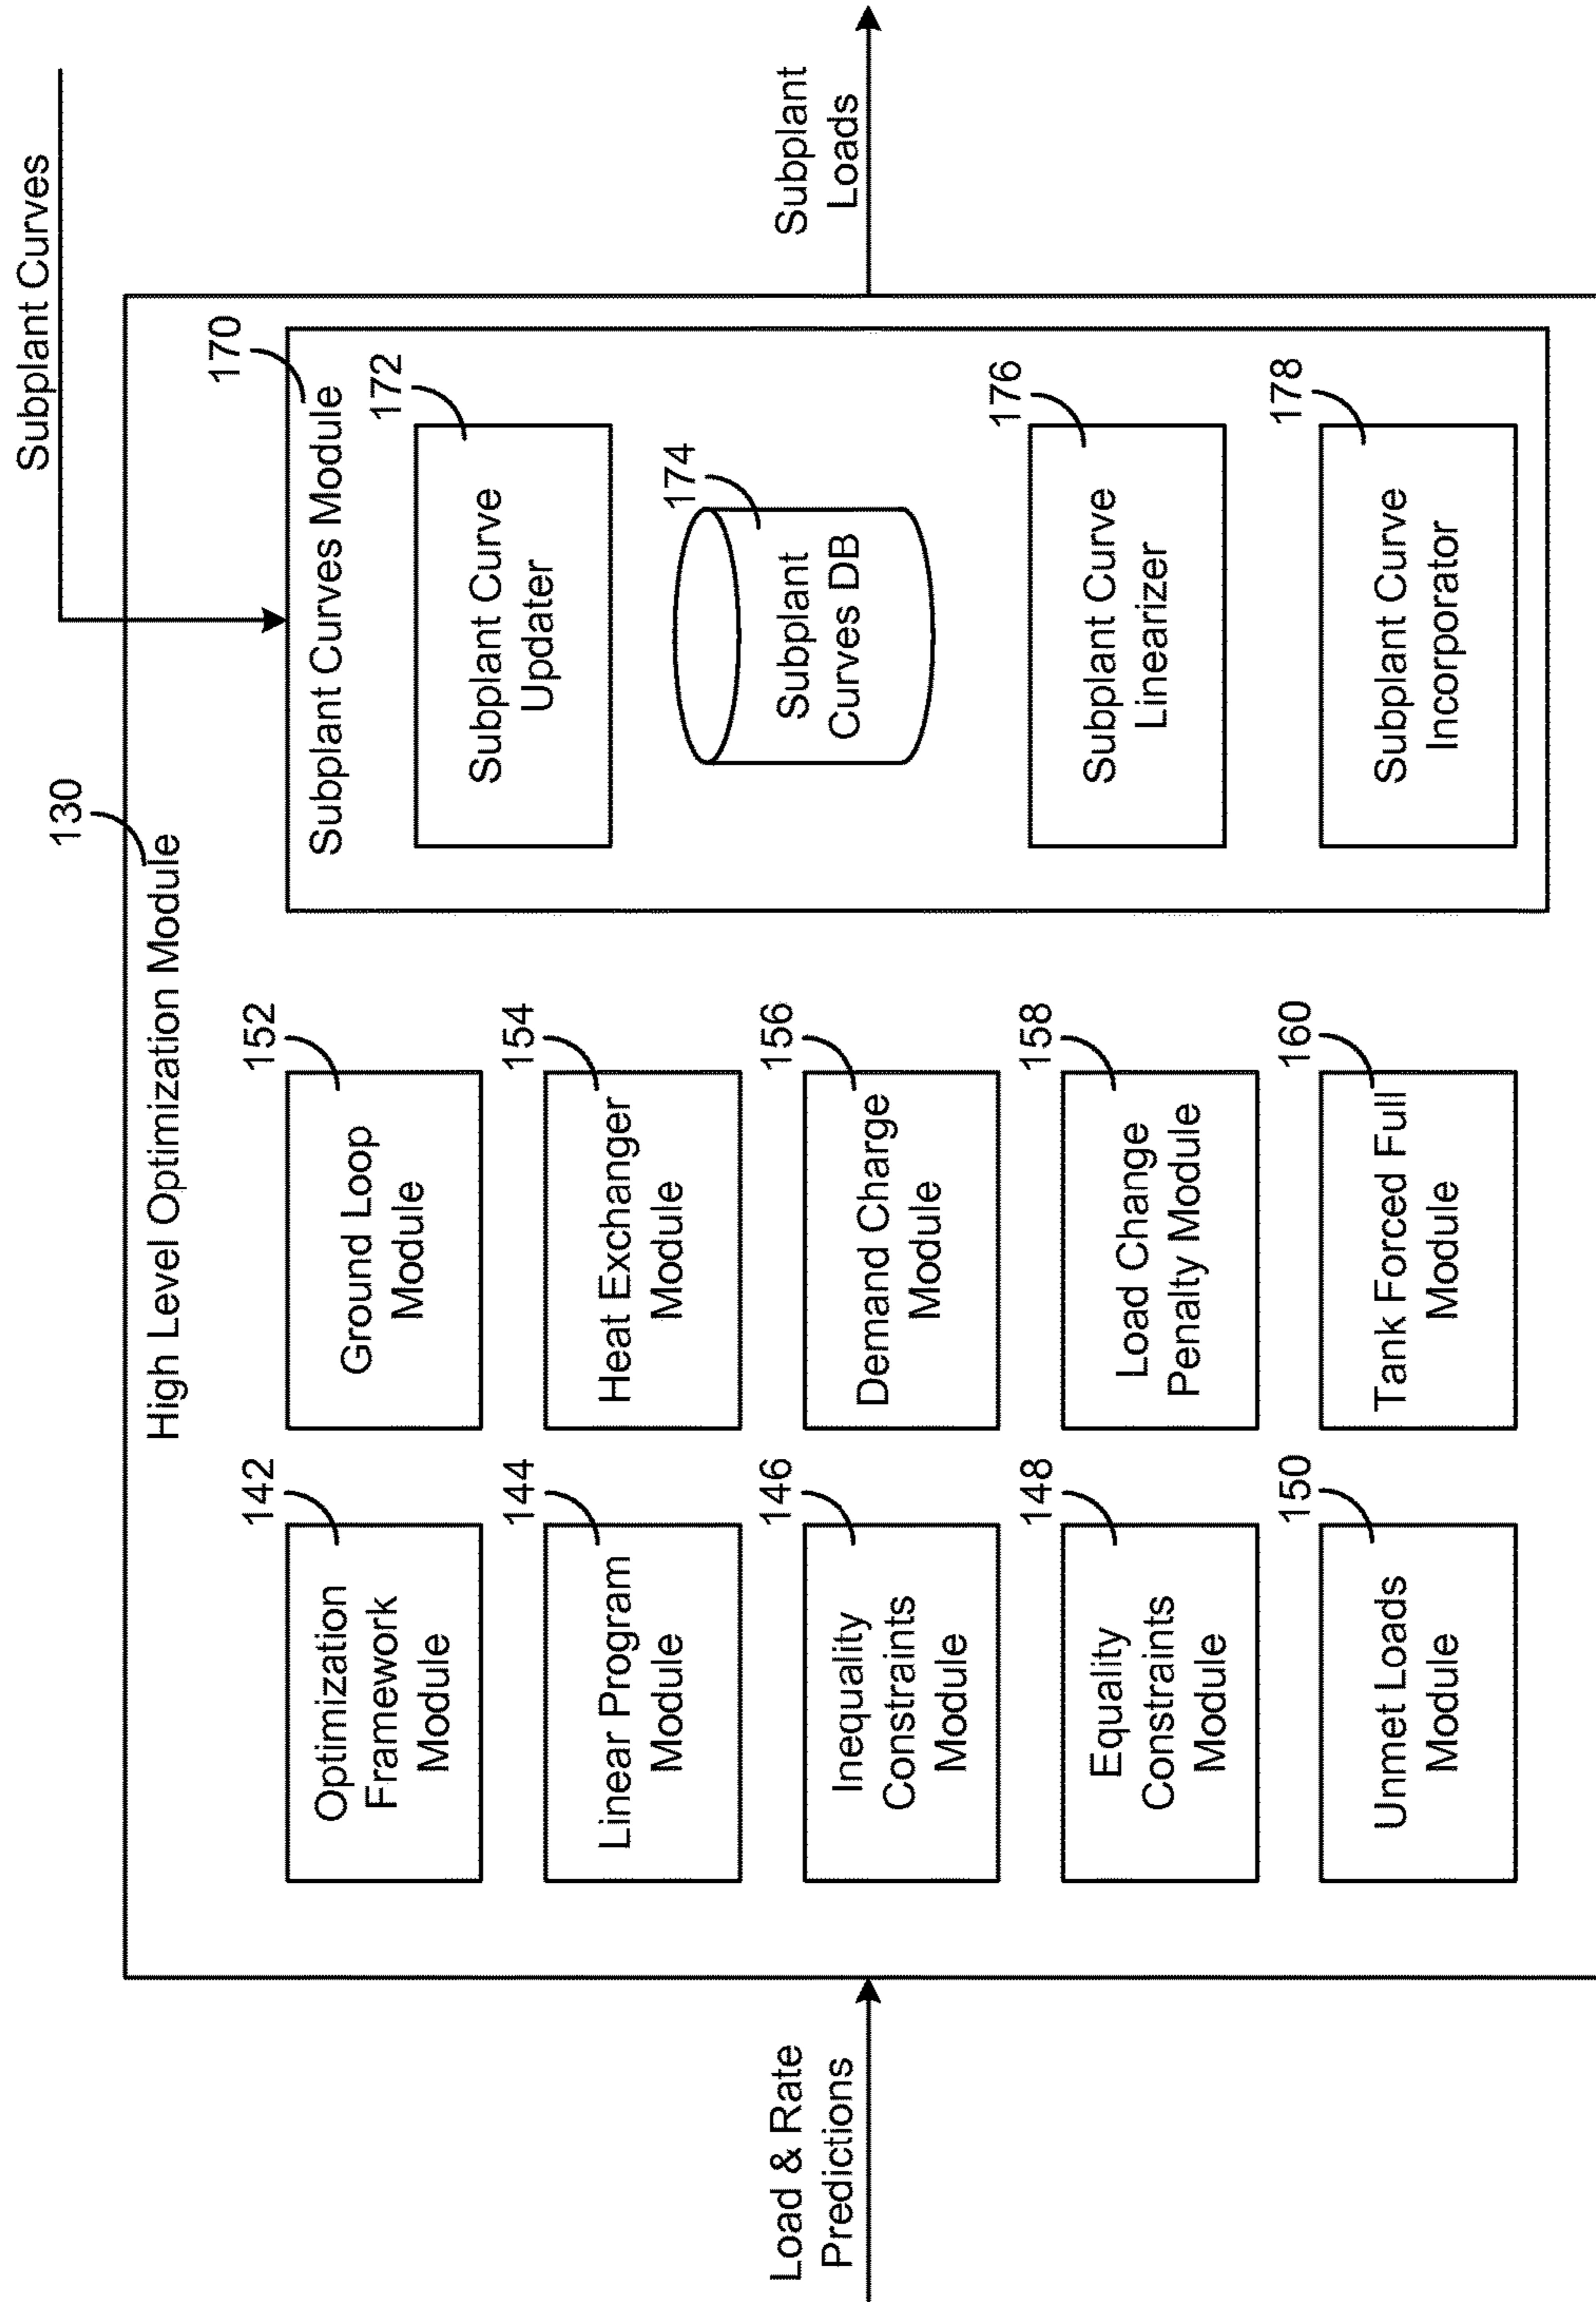 Subplant Curves
130
High Level Optimization Module
Load & Rate
Predictions
142
Optimization
Framework
Module
144
Linear Program
Module
146
Inequality
Constraints
Module
148
Equality
Constraints
Module
150
Unmet Loads
Module
152
Ground Loop
Module
154
Heat Exchanger
Module
156
Demand Charge
Module
158
Load Change
Penalty Module
160
Tank Forced Full
Module
170
Subplant Curves Module
172
Subplant Curve
Updater
174
Subplant
Curves DB
176
Subplant Curve
Linearizer
178
Subplant Curve
Incorporator
Subplant
Loads